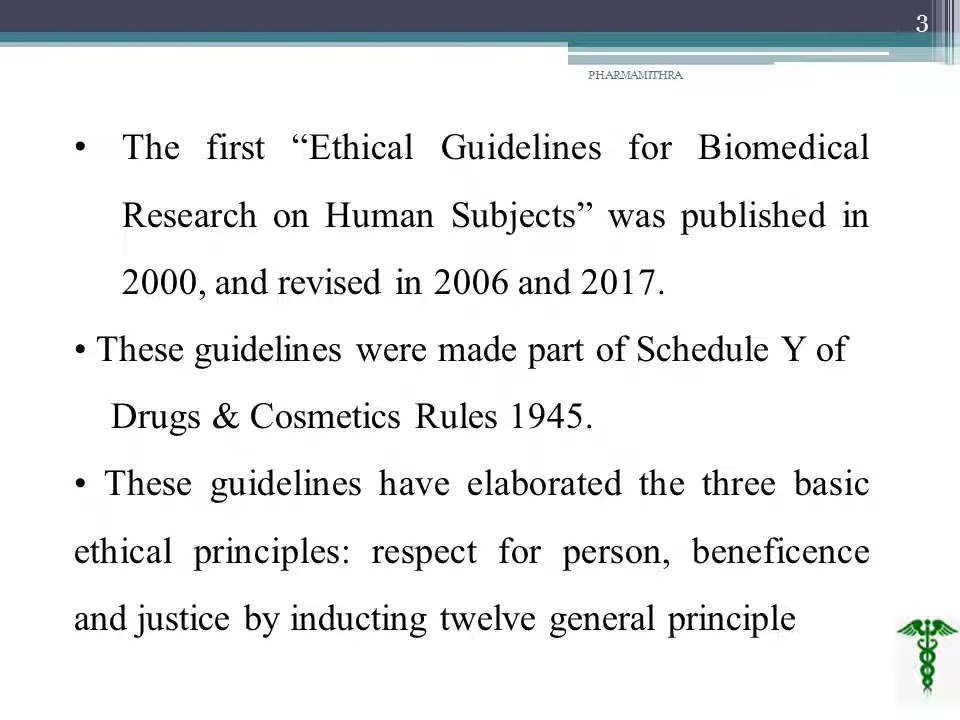 3
PHARMAMITHRA
• The first “Ethical Guidelines for Biomedical
Research on Human Subjects” was published in
2000, and revised in 2006 and 2017.
• These guidelines were made part of Schedule Y of
Drugs & Cosmetics Rules 1945.
• These guidelines have elaborated the three basic
ethical principles: respect for person, beneficence
and justice by inducting twelve general principle